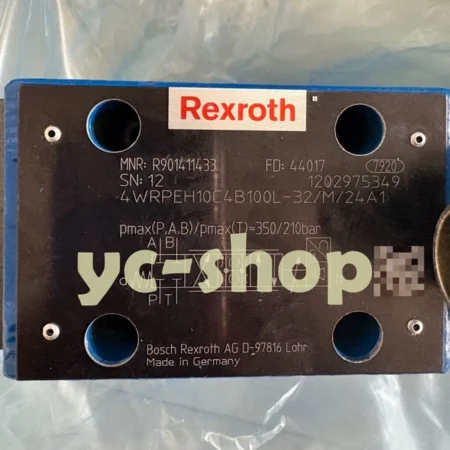 Rexroth
MNR: R901411433 FD: 44017 7920
SN: 12 1202975349
4WRPEH10C4B100L-32/M/24A1
pmax(P,A,B)/pmax(T)=350/210bar
A B
yc-shop
P T
Bosch Rexroth AG D-97816 Lohr
Made in Germany